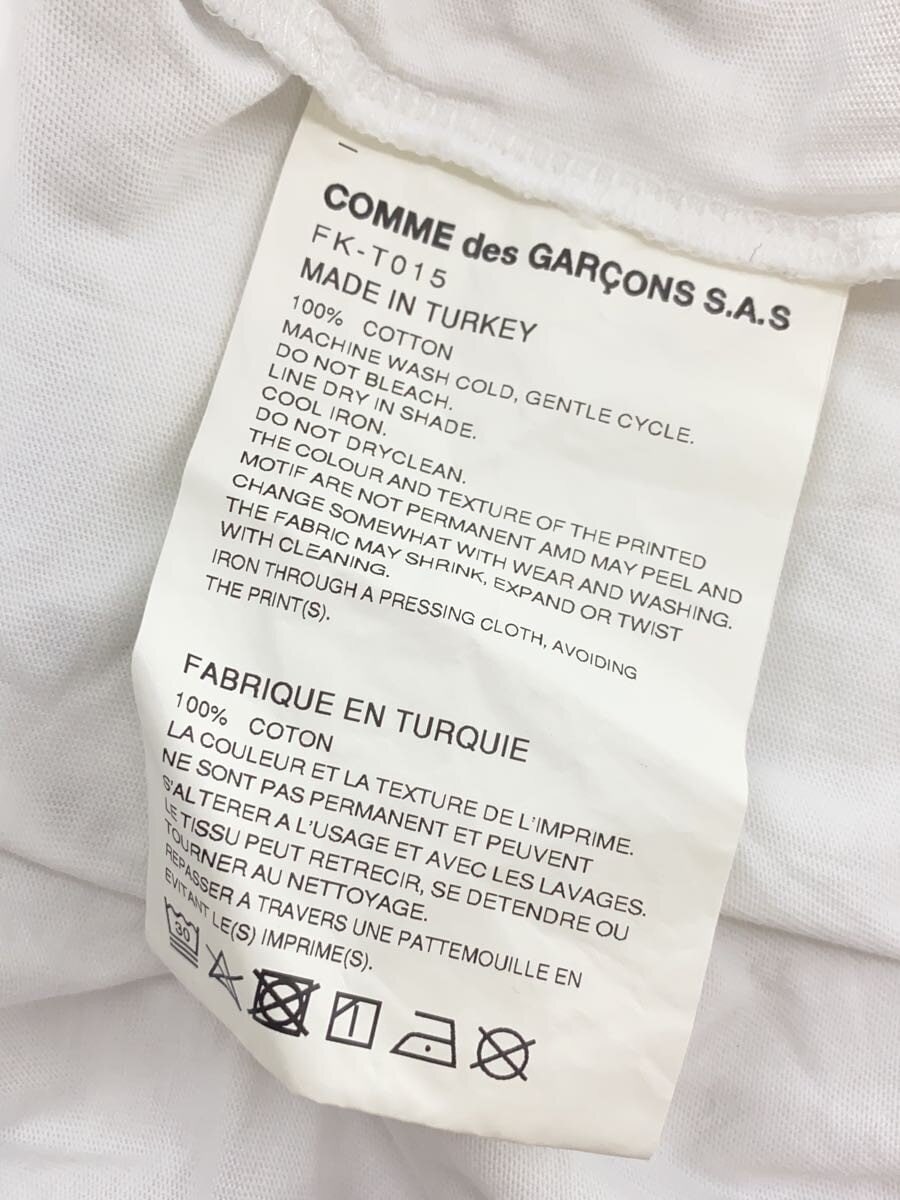 COMME des GARÇONS S.A.S
FK-T015
MADE IN TURKEY
100% COTTON
MACHINE WASH COLD, GENTLE CYCLE.
DO NOT BLEACH.
LINE DRY IN SHADE.
COOL IRON.
DO NOT DRYCLEAN.
THE COLOUR AND TEXTURE OF THE PRINTED
MOTIF ARE NOT PERMANENT AMD MAY PEEL AND
CHANGE SOMEWHAT WITH WEAR AND WASHING.
THE FABRIC MAY SHRINK, EXPAND OR TWIST
WITH CLEANING.
IRON THROUGH A PRESSING CLOTH, AVOIDING
THE PRINT(S).
FABRIQUE EN TURQUIE
100% COTON
LA COULEUR ET LA TEXTURE DE L'IMPRIME.
NE SONT PAS PERMANENT ET PEUVENT
S'ALTERER A L'USAGE ET AVEC LES LAVAGES.
LE TISSU PEUT RETRECIR, SE DETENDRE OU
TOURNER AU NETTOYAGE.
REPASSER A TRAVERS UNE PATTEMOUILLE EN
EVITANT LE(S) IMPRIME(S).
30